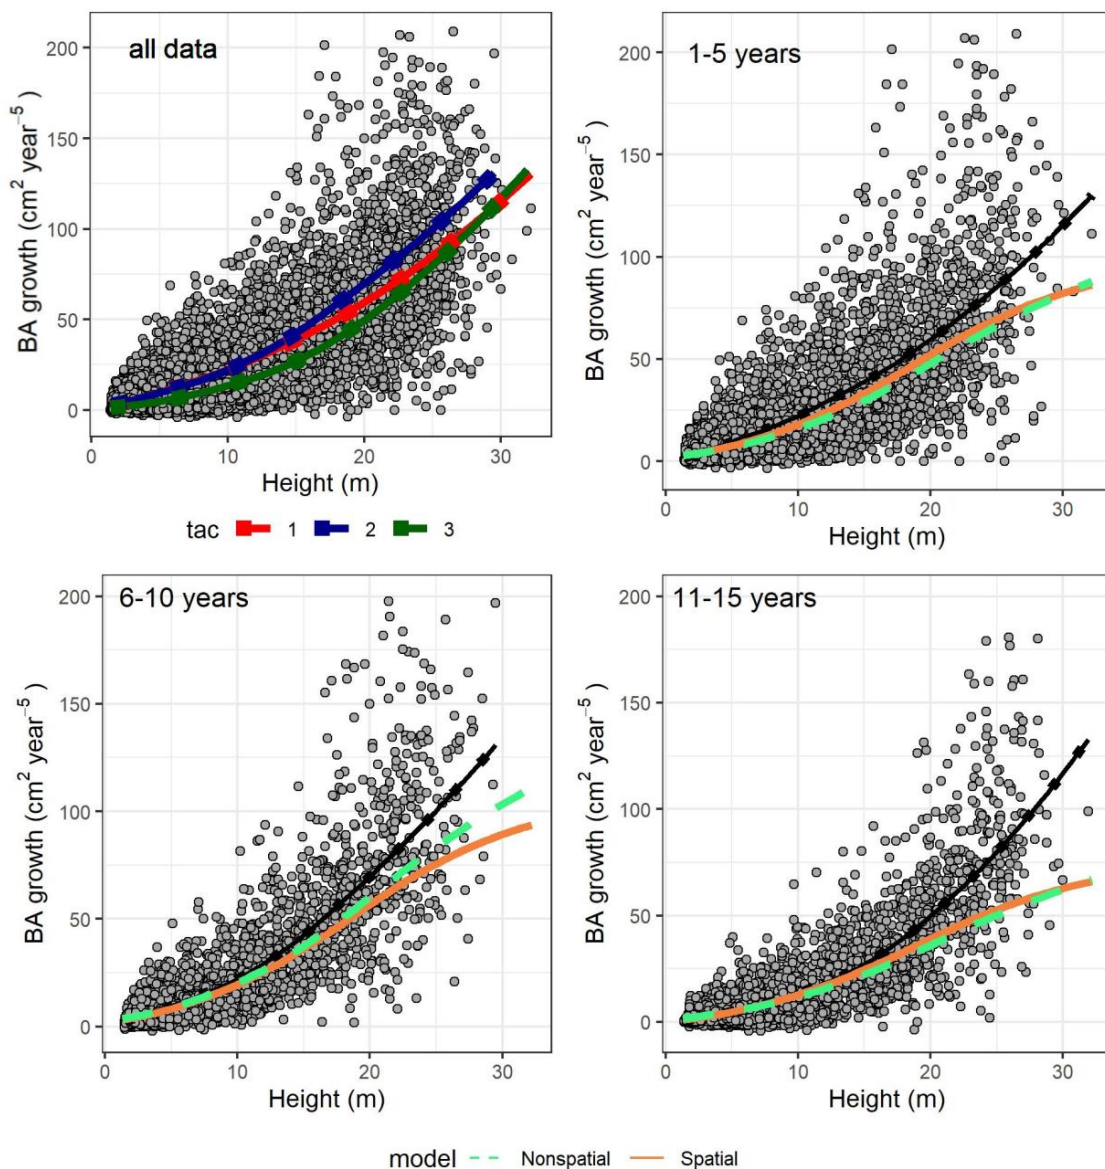 all data
BA growth (cm² year⁻⁵ )
200
150
100
50
0
0 10 20 30
Height (m)
tac 1 2 3
1-5 years
BA growth (cm² year⁻⁵ )
200
150
100
50
0
0 10 20 30
Height (m)
6-10 years
BA growth (cm² year⁻⁵ )
200
150
100
50
0
0 10 20 30
Height (m)
11-15 years
BA growth (cm² year⁻⁵ )
200
150
100
50
0
0 10 20 30
Height (m)
model Nonspatial Spatial